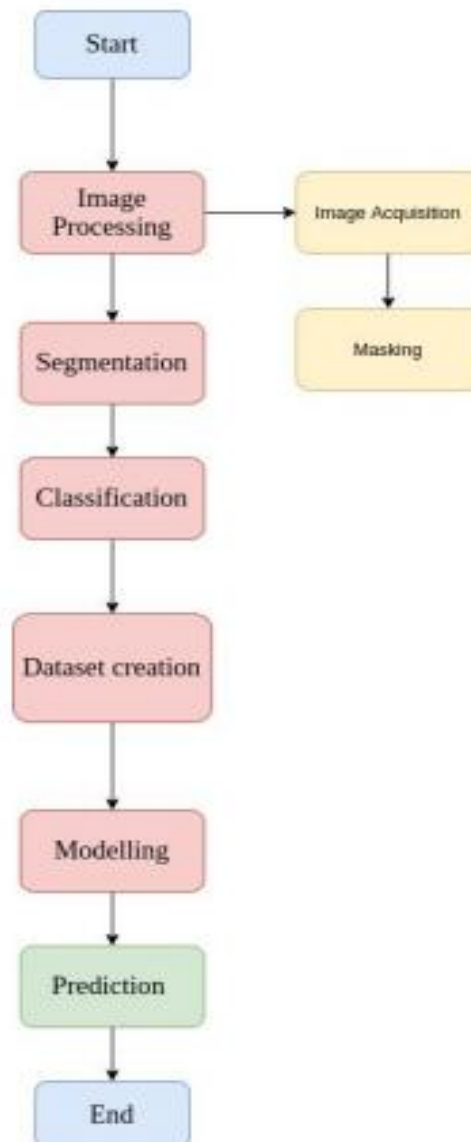 Start
Image
Processing
Image Acquisition
Segmentation
Masking
Classification
Dataset creation
Modelling
Prediction
End